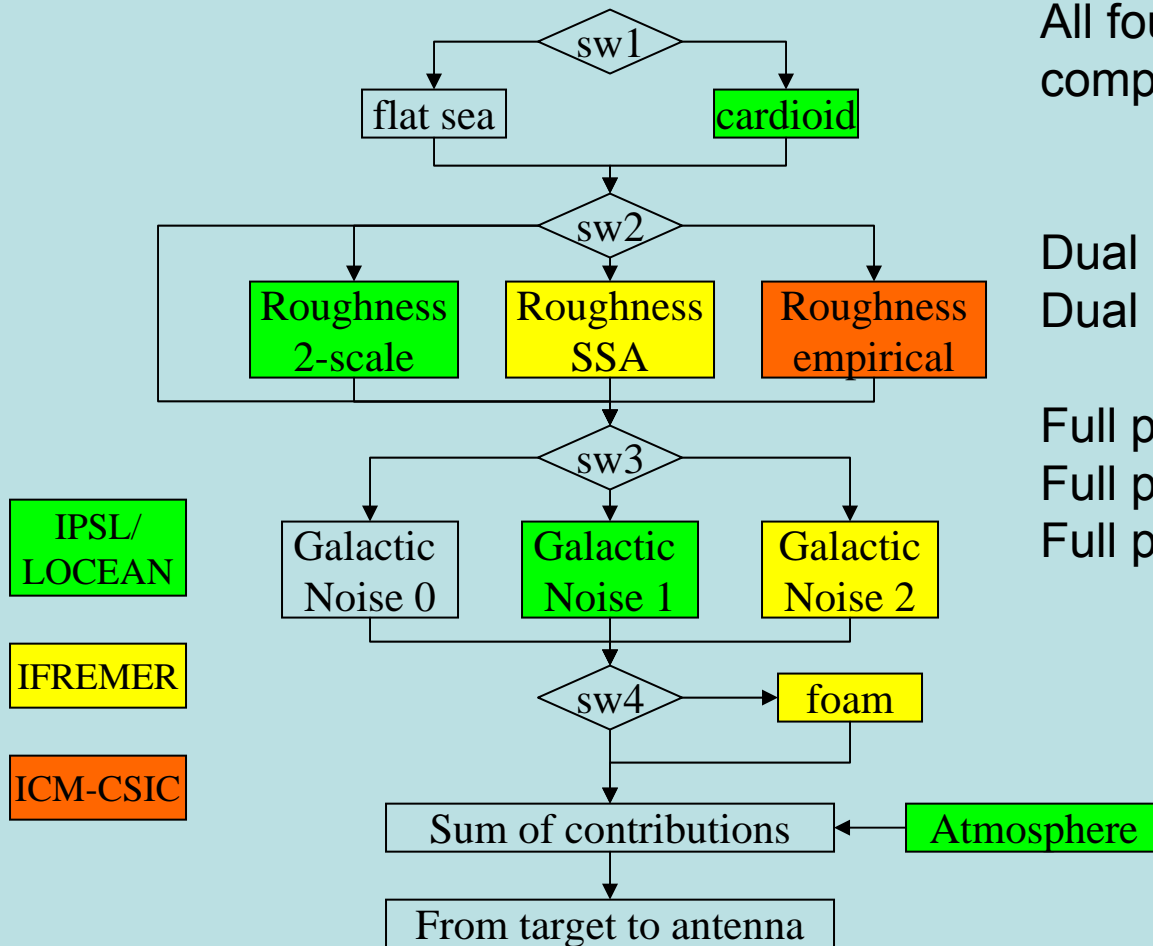 sw1
flat sea
cardioid
sw2
Roughness
2-scale
Roughness
SSA
Roughness
empirical
sw3
Galactic
Noise 0
Galactic
Noise 1
Galactic
Noise 2
sw4
foam
Sum of contributions
Atmosphere
From target to antenna
IPSL/
LOCEAN
IFREMER
ICM-CSIC
All
Dual
Dual
Full
Full
Full